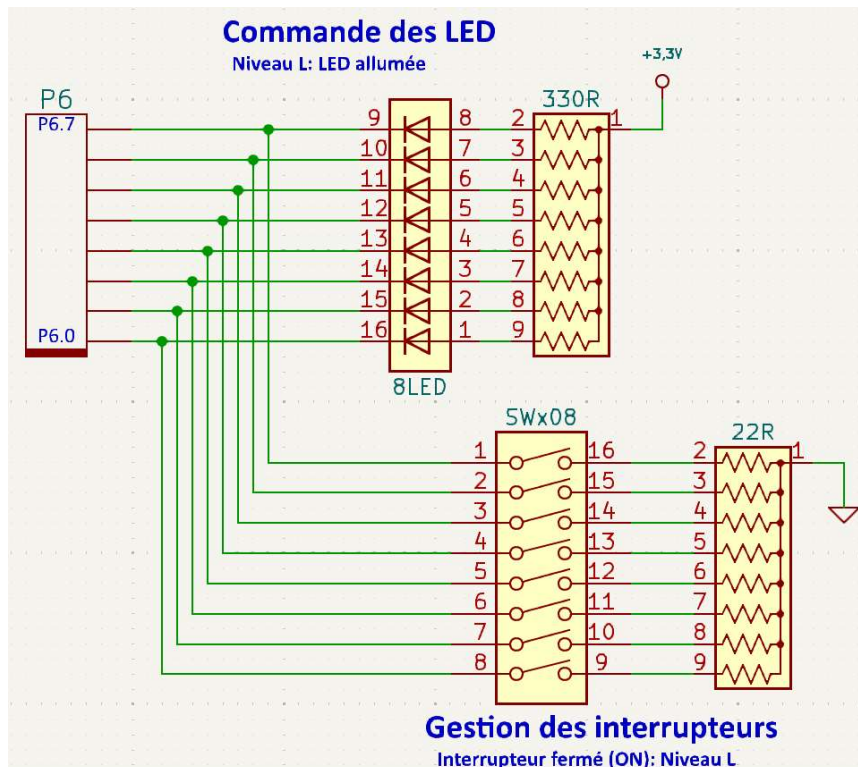 Commande des LED
Niveau L: LED allumée
+3,3V
P6
330R
P6.7
9 8 2 1
10 7 3
11 6 4
12 5 5
13 4 6
14 3 7
15 2 8
P6.0
16 1 9
8LED
SWx08
22R
1 16 2 1
2 15 3
3 14 4
4 13 5
5 12 6
6 11 7
7 10 8
8 9 9
Gestion des interrupteurs
Interrupteur fermé (ON): Niveau L